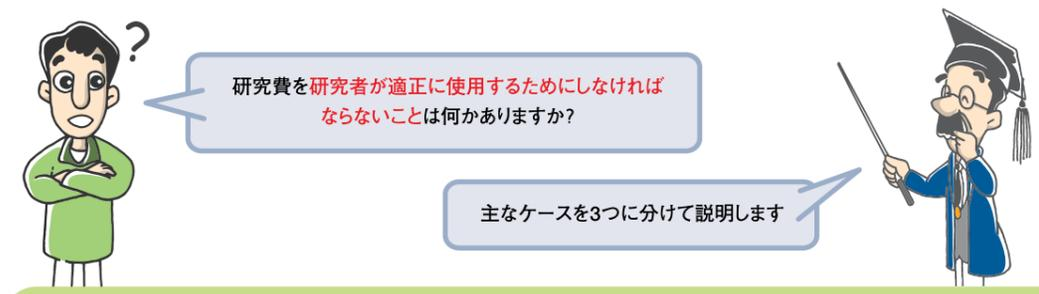 研究費を研究者が適正に使用するためにしなければ
ならないことは何かありますか?
主なケースを3つに分けて説明します